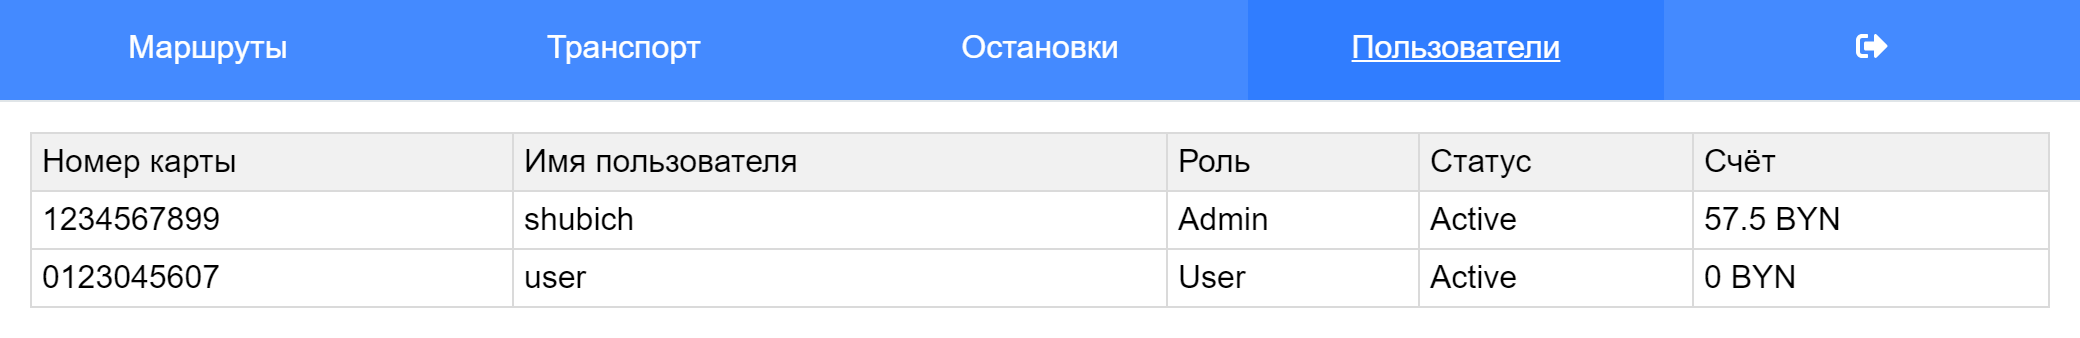 Маршруты Транспорт Остановки Пользователи
Номер карты Имя пользователя Роль Статус Счёт
1234567899 shubich Admin Active 57.5 BYN
0123045607 user User Active 0 BYN